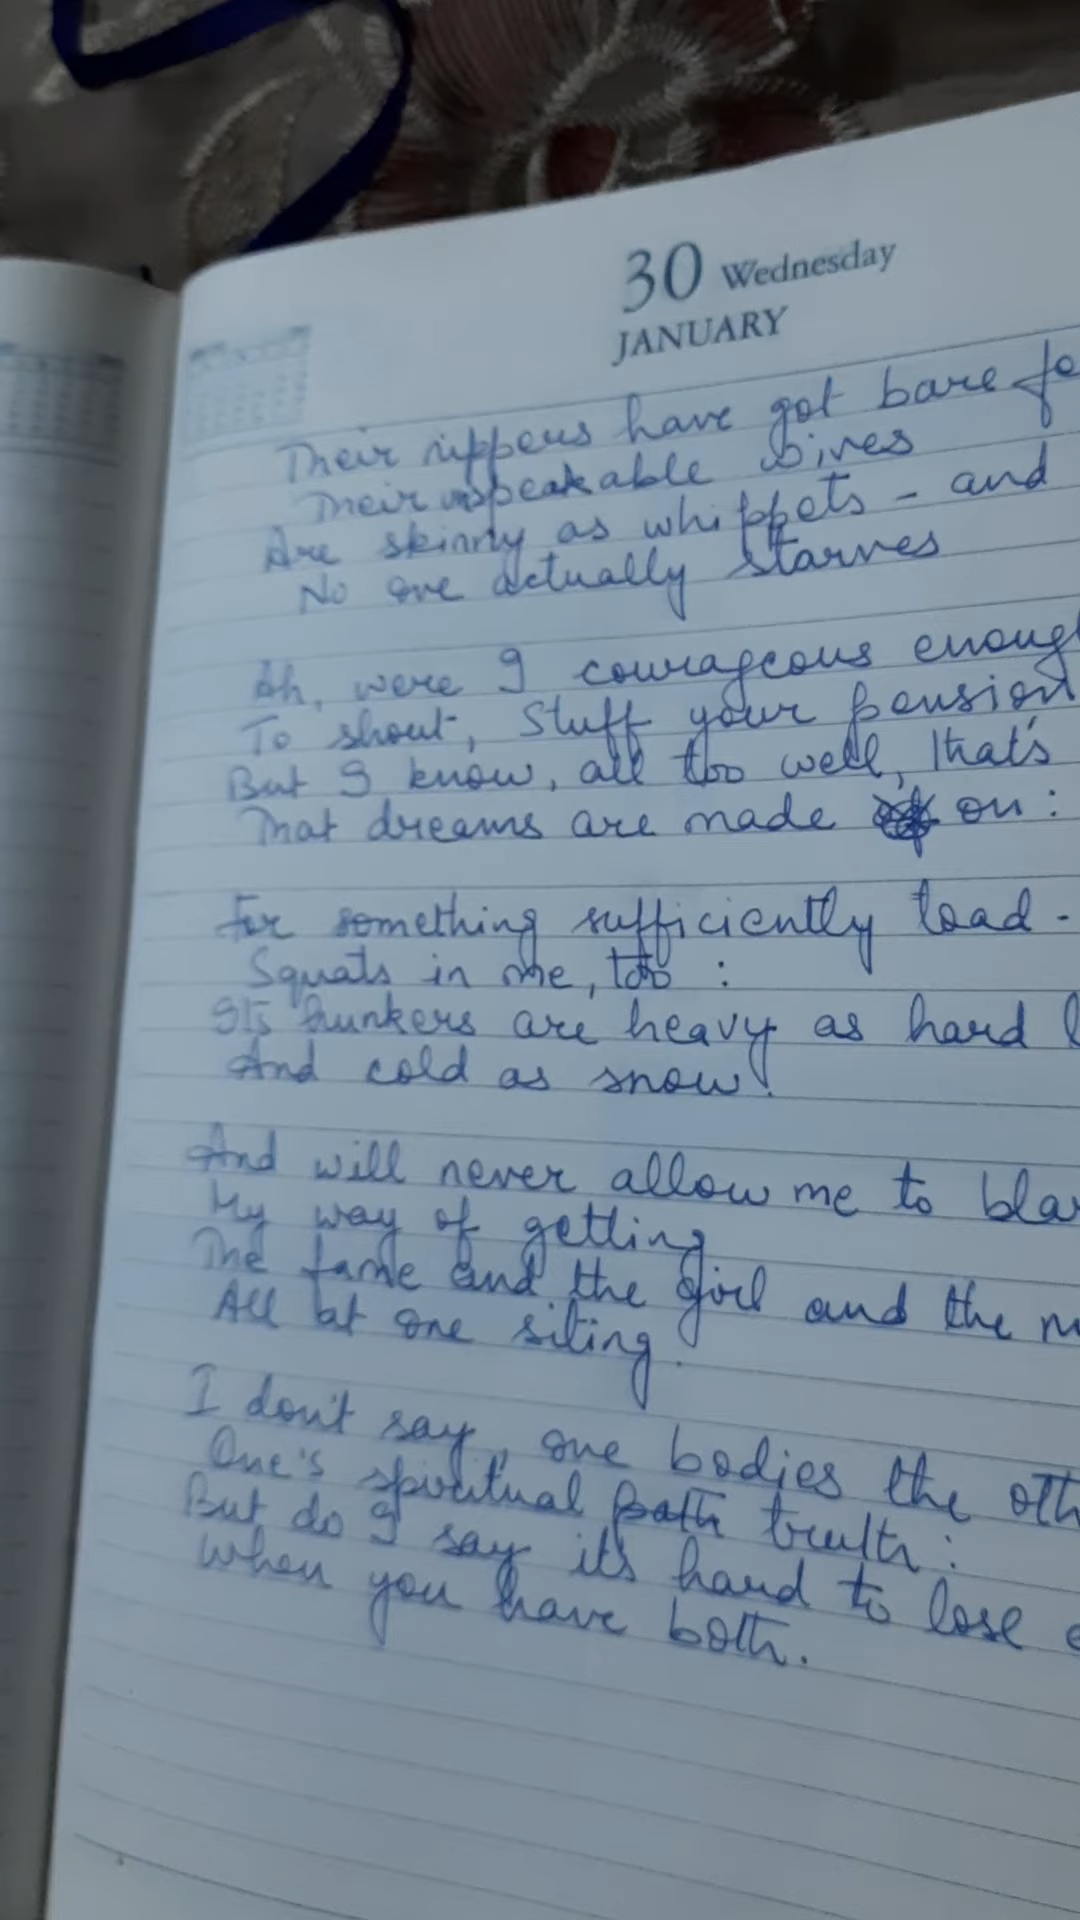 30 Wednesday
JANUARY
Their nippers have got bare fe
Their unspeakable wives
Are skinny as whippets - and
No one actually starves
Ah, were I courageous enough
To shout, Stuff your pension
But I know, all too well, that's
That dreams are made on:
For something sufficiently toad-
Squats in me, too:
Its hunkers are heavy as hard l
And cold as snow!
And will never allow me to bla
My way of getting
The fame and the girl and the m
All at one siting.
I don't say, one bodies the oth
One's spiritual path truth:
But do I say it's hard to lose e
When you have both.